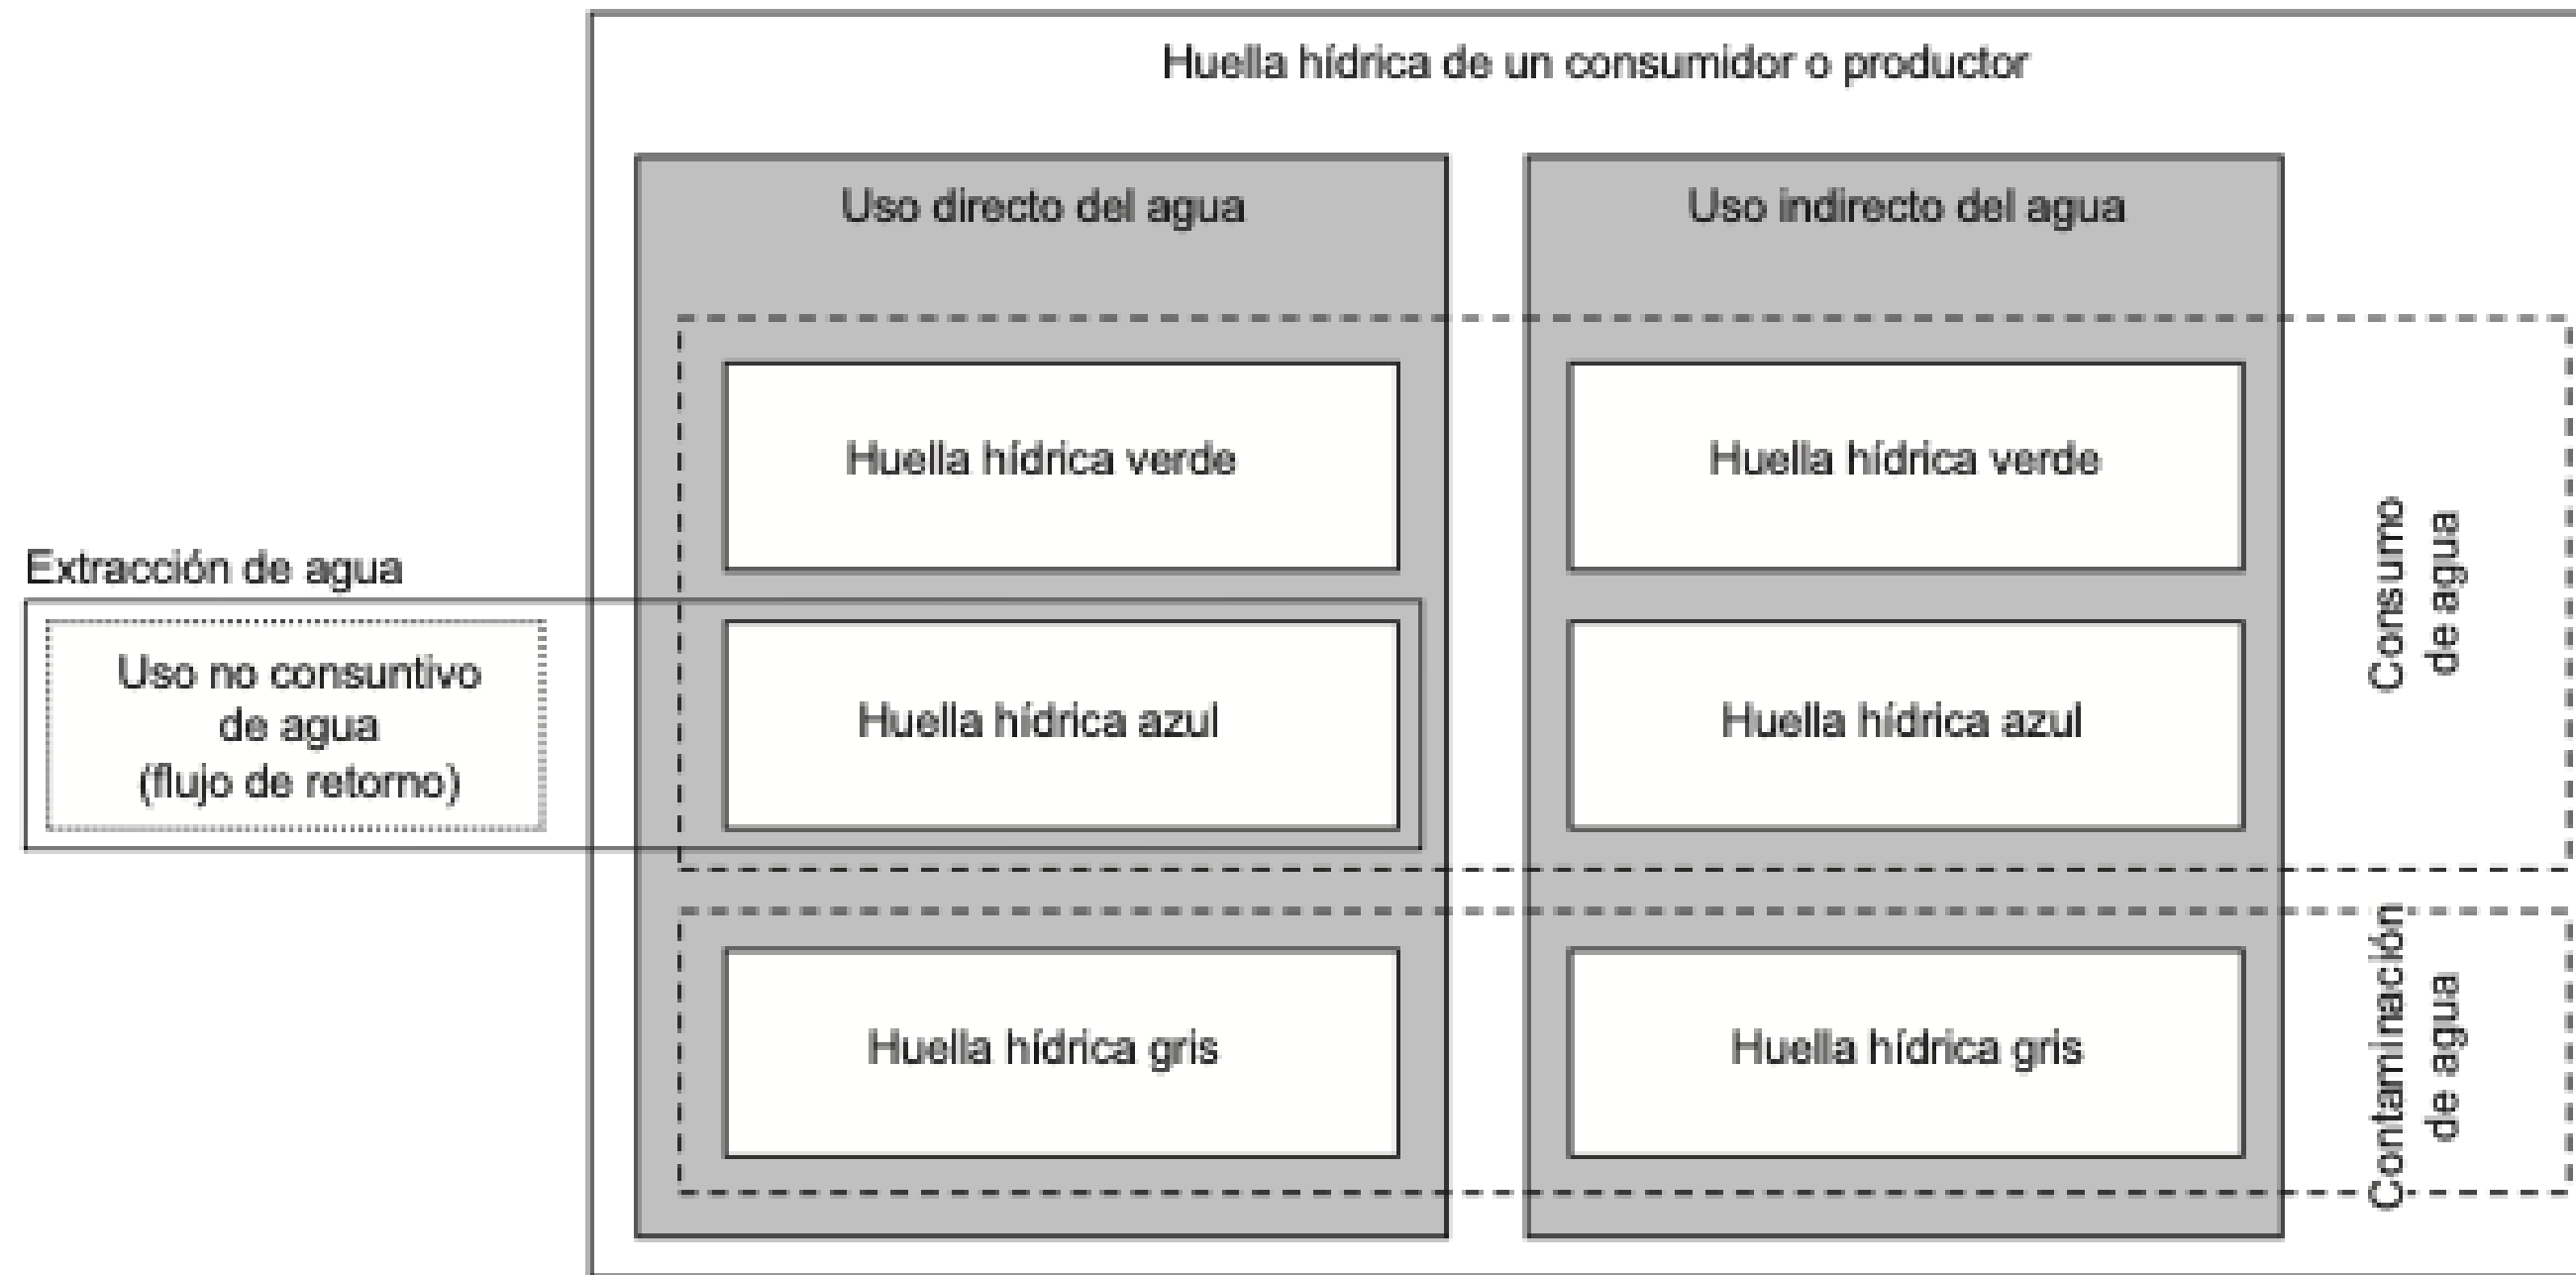 Huella hídrica de un consumidor o productor
Uso directo del agua
Uso indirecto del agua
Huella hídrica verde
Huella hídrica verde
Extracción de agua
Uso no consuntivo
de agua
(flujo de retorno)
Huella hídrica azul
Huella hídrica azul
Consumo
de agua
Huella hídrica gris
Huella hídrica gris
Contaminación
de agua